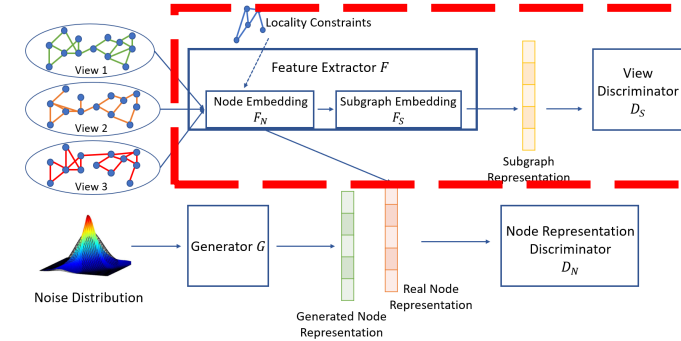 Locality Constraints
View 1
View 2
View 3
Feature Extractor F
Node Embedding
F_N
Subgraph Embedding
F_S
View
Discriminator
D_S
Subgraph
Representation
Noise Distribution
Generator G
Generated Node
Representation
Real Node
Representation
Node Representation
Discriminator
D_N